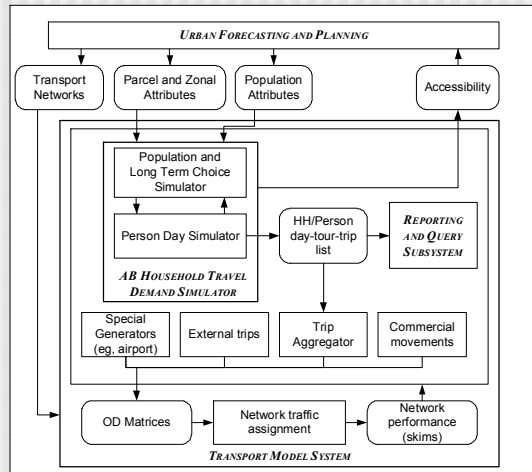 URBAN FORECASTING AND PLANNING
Transport
Networks
Parcel and Zonal
Attributes
Population
Attributes
Accessibility
Population and
Long Term Choice
Simulator
Person Day Simulator
AB HOUSEHOLD TRAVEL
DEMAND SIMULATOR
HH/Person
day-tour-trip
list
REPORTING
AND QUERY
SUBSYSTEM
Special
Generators
(eg, airport)
External trips
Trip
Aggregator
Commercial
movements
OD Matrices
Network traffic
assignment
Network
performance
(skims)
TRANSPORT MODEL SYSTEM